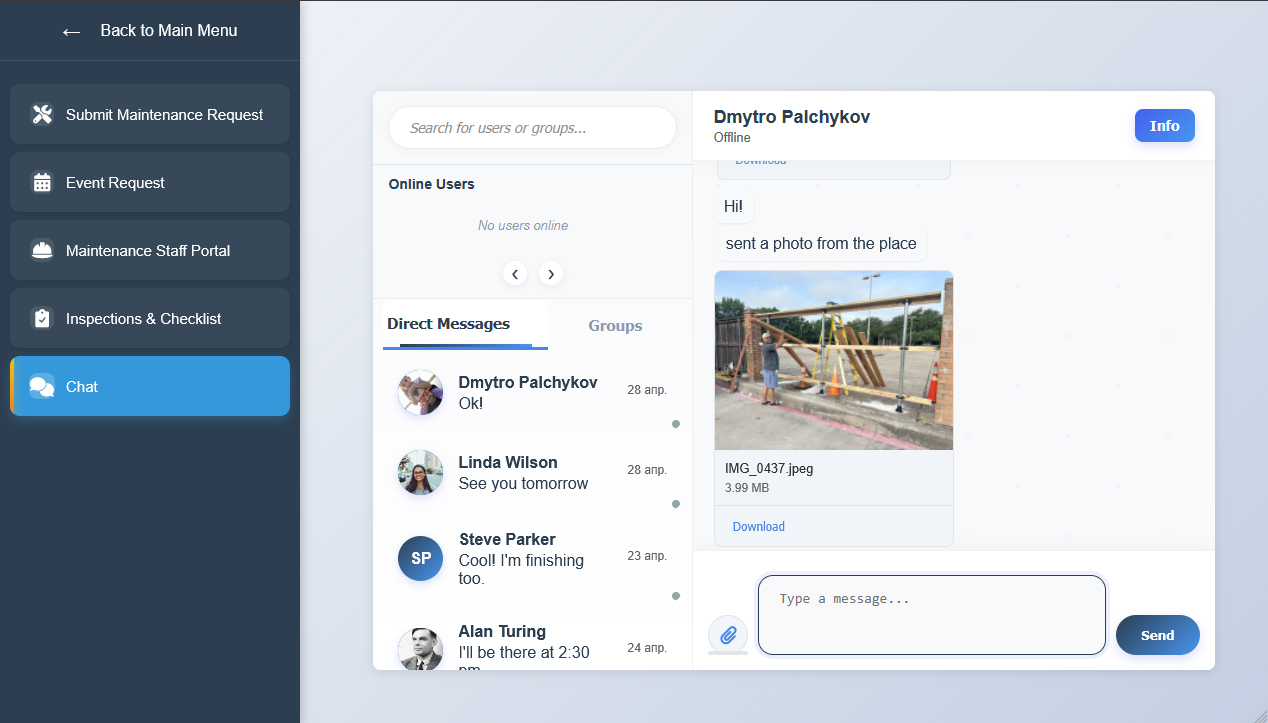 ← Back to Main Menu
Submit Maintenance Request
Event Request
Maintenance Staff Portal
Inspections & Checklist
Chat
Search for users or groups...
Online Users
No users online
‹ ›
Direct Messages
Groups
Dmytro Palchykov
28 апр.
Ok!
Linda Wilson
28 апр.
See you tomorrow
SP
Steve Parker
23 апр.
Cool! I'm finishing
too.
Alan Turing
24 апр.
I'll be there at 2:30
pm
Dmytro Palchykov
Offline
Info
Download
Hi!
sent a photo from the place
IMG_0437.jpeg
3.99 MB
Download
Type a message...
Send